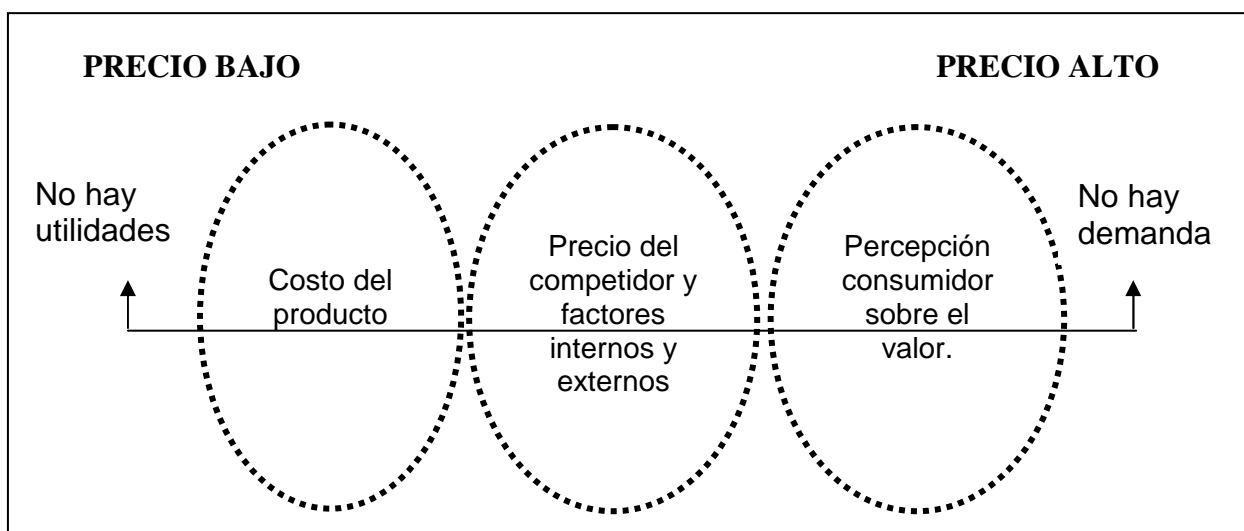 PRECIO BAJO
PRECIO ALTO
No hay
utilidades
Costo del
producto
Precio del
competidor y
factores
internos y
externos
Percepción
consumidor
sobre el
valor.
No hay
demanda